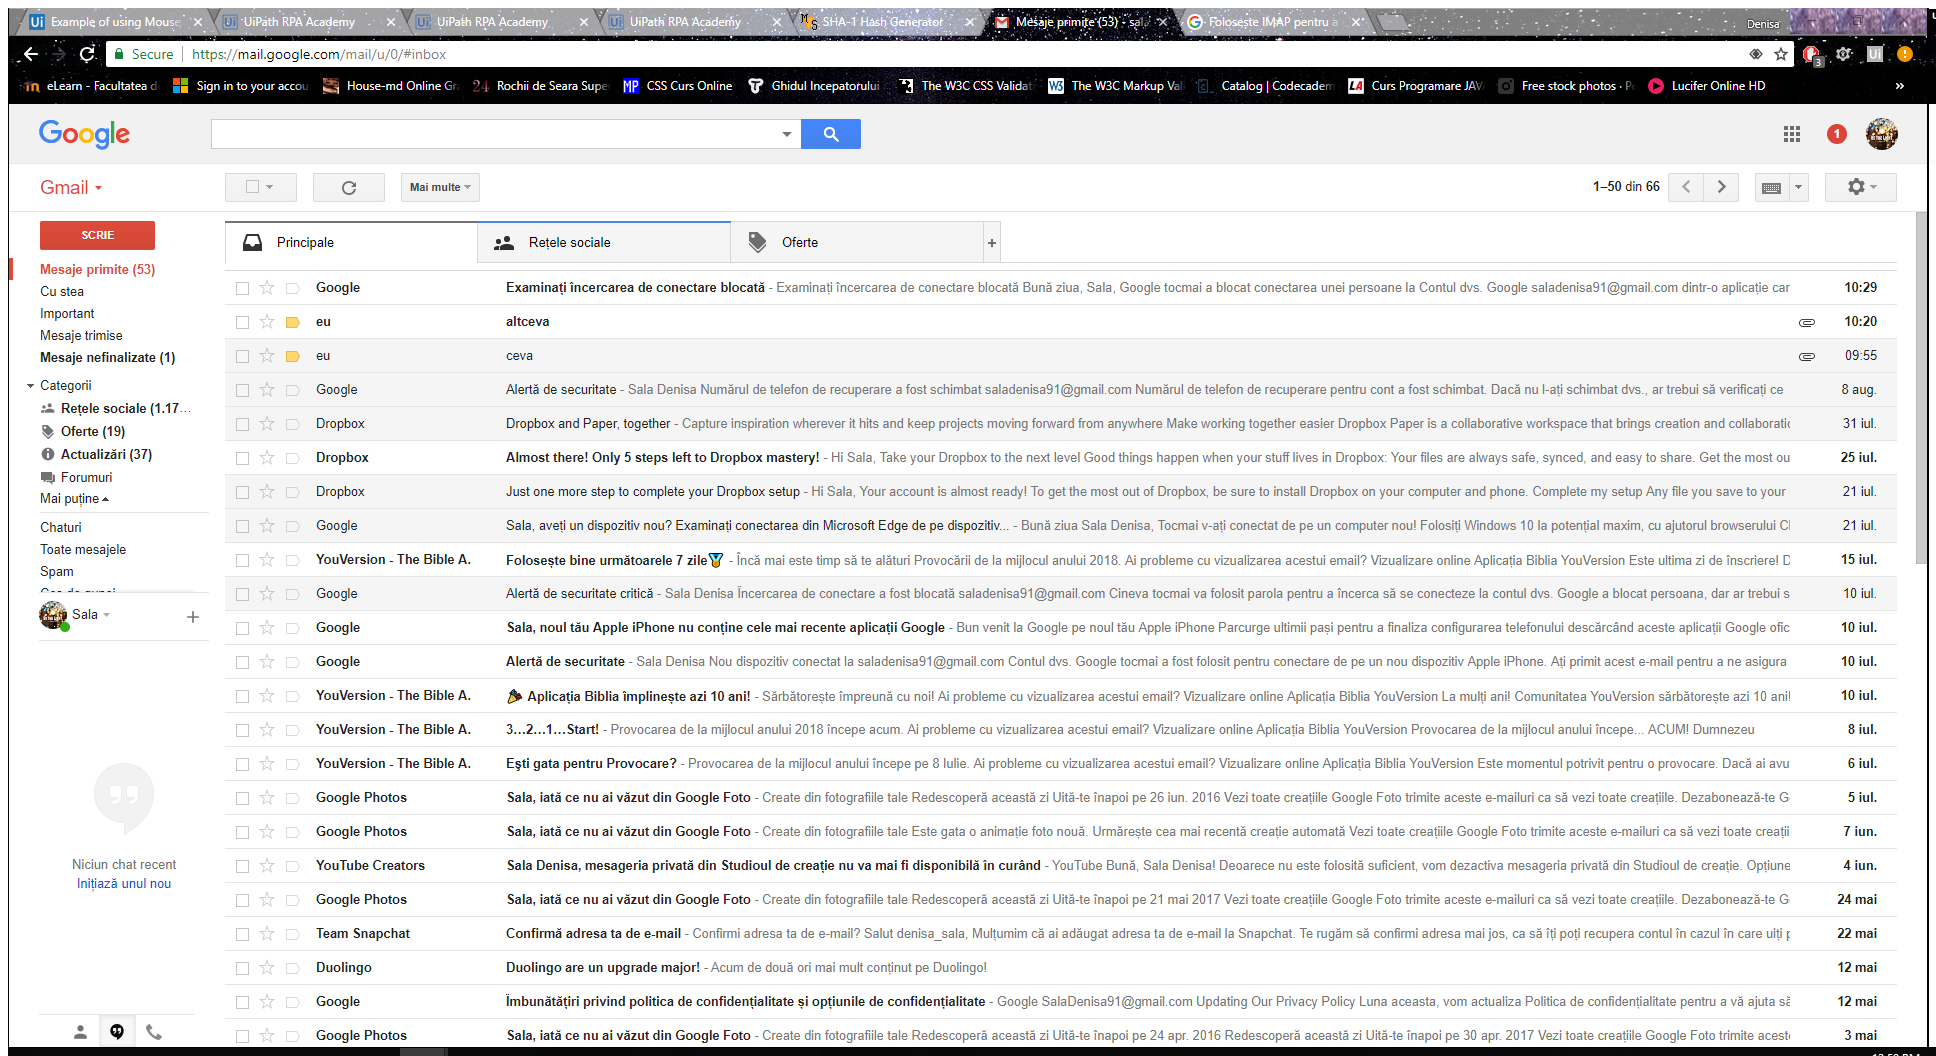 Example of using Mouse
UiPath RPA Academy
UiPath RPA Academy
UiPath RPA Academy
SHA-1 Hash Generator
Mesaje primite (53) - sala
Folosește IMAP pentru a
Denisa
Secure https://mail.google.com/mail/u/0/#inbox
eLearn - Facultatea d
Sign in to your accou
House-md Online Gra
24 Rochii de Seara Supe
MP CSS Curs Online
Ghidul Incepatorului
The W3C CSS Validat
W3 The W3C Markup Val
Catalog | Codecadem
LA Curs Programare JAV
Free stock photos · Pe
Lucifer Online HD
»
Google
1
Gmail
Mai multe
1–50 din 66
SCRIE
Mesaje primite (53)
Cu stea
Important
Mesaje trimise
Mesaje nefinalizate (1)
Categorii
Rețele sociale (1.17...
Oferte (19)
Actualizări (37)
Forumuri
Mai puține
Chaturi
Toate mesajele
Spam
Sala
Niciun chat recent
Inițiază unul nou
Principale
Rețele sociale
Oferte
+
Google Examinați încercarea de conectare blocată - Examinați încercarea de conectare blocată Bună ziua, Sala, Google tocmai a blocat conectarea unei persoane la Contul dvs. Google saladenisa91@gmail.com dintr-o aplicație car 10:29
eu altceva 10:20
eu ceva 09:55
Google Alertă de securitate - Sala Denisa Numărul de telefon de recuperare a fost schimbat saladenisa91@gmail.com Numărul de telefon de recuperare pentru cont a fost schimbat. Dacă nu l-ați schimbat dvs., ar trebui să verificați ce 8 aug.
Dropbox Dropbox and Paper, together - Capture inspiration wherever it hits and keep projects moving forward from anywhere Make working together easier Dropbox Paper is a collaborative workspace that brings creation and collaboratic 31 iul.
Dropbox Almost there! Only 5 steps left to Dropbox mastery! - Hi Sala, Take your Dropbox to the next level Good things happen when your stuff lives in Dropbox: Your files are always safe, synced, and easy to share. Get the most ou 25 iul.
Dropbox Just one more step to complete your Dropbox setup - Hi Sala, Your account is almost ready! To get the most out of Dropbox, be sure to install Dropbox on your computer and phone. Complete my setup Any file you save to your 21 iul.
Google Sala, aveți un dispozitiv nou? Examinați conectarea din Microsoft Edge de pe dispozitiv... - Bună ziua Sala Denisa, Tocmai v-ați conectat de pe un computer nou! Folosiți Windows 10 la potențial maxim, cu ajutorul browserului Cl 21 iul.
YouVersion - The Bible A. Folosește bine următoarele 7 zile - Încă mai este timp să te alături Provocării de la mijlocul anului 2018. Ai probleme cu vizualizarea acestui email? Vizualizare online Aplicația Biblia YouVersion Este ultima zi de înscriere! D 15 iul.
Google Alertă de securitate critică - Sala Denisa Încercarea de conectare a fost blocată saladenisa91@gmail.com Cineva tocmai va folosit parola pentru a încerca să se conecteze la contul dvs. Google a blocat persoana, dar ar trebui s 10 iul.
Google Sala, noul tău Apple iPhone nu conține cele mai recente aplicații Google - Bun venit la Google pe noul tău Apple iPhone Parcurge ultimii pași pentru a finaliza configurarea telefonului descărcând aceste aplicații Google ofic 10 iul.
Google Alertă de securitate - Sala Denisa Nou dispozitiv conectat la saladenisa91@gmail.com Contul dvs. Google tocmai a fost folosit pentru conectare de pe un nou dispozitiv Apple iPhone. Ați primit acest e-mail pentru a ne asigura 10 iul.
YouVersion - The Bible A. Aplicația Biblia împlinește azi 10 ani! - Sărbătorește împreună cu noi! Ai probleme cu vizualizarea acestui email? Vizualizare online Aplicația Biblia YouVersion La mulți ani! Comunitatea YouVersion sărbătorește azi 10 ani! 10 iul.
YouVersion - The Bible A. 3...2...1...Start! - Provocarea de la mijlocul anului 2018 începe acum. Ai probleme cu vizualizarea acestui email? Vizualizare online Aplicația Biblia YouVersion Provocarea de la mijlocul anului începe... ACUM! Dumnezeu 8 iul.
YouVersion - The Bible A. Ești gata pentru Provocare? - Provocarea de la mijlocul anului începe pe 8 Iulie. Ai probleme cu vizualizarea acestui email? Vizualizare online Aplicația Biblia YouVersion Este momentul potrivit pentru o provocare. Dacă ai avu 6 iul.
Google Photos Sala, iată ce nu ai văzut din Google Foto - Create din fotografiile tale Redescoperă această zi Uită-te înapoi pe 26 iun. 2016 Vezi toate creațiile Google Foto trimite aceste e-mailuri ca să vezi toate creațiile. Dezabonează-te G 5 iul.
Google Photos Sala, iată ce nu ai văzut din Google Foto - Create din fotografiile tale Este gata o animație foto nouă. Urmărește cea mai recentă creație automată Vezi toate creațiile Google Foto trimite aceste e-mailuri ca să vezi toate creații 7 iun.
YouTube Creators Sala Denisa, mesageria privată din Studioul de creație nu va mai fi disponibilă în curând - YouTube Bună, Sala Denisa! Deoarece nu este folosită suficient, vom dezactiva mesageria privată din Studioul de creație. Opțiune 4 iun.
Google Photos Sala, iată ce nu ai văzut din Google Foto - Create din fotografiile tale Redescoperă această zi Uită-te înapoi pe 21 mai 2017 Vezi toate creațiile Google Foto trimite aceste e-mailuri ca să vezi toate creațiile. Dezabonează-te G 24 mai
Team Snapchat Confirmă adresa ta de e-mail - Confirmi adresa ta de e-mail? Salut denisa_sala, Mulțumim că ai adăugat adresa ta de e-mail la Snapchat. Te rugăm să confirmi adresa mai jos, ca să îți poți recupera contul în cazul în care uiți p 22 mai
Duolingo Duolingo are un upgrade major! - Acum de două ori mai mult conținut pe Duolingo! 12 mai
Google Îmbunătățiri privind politica de confidențialitate și opțiunile de confidențialitate - Google SalaDenisa91@gmail.com Updating Our Privacy Policy Luna aceasta, vom actualiza Politica de confidențialitate pentru a vă ajuta să 12 mai
Google Photos Sala, iată ce nu ai văzut din Google Foto - Create din fotografiile tale Redescoperă această zi Uită-te înapoi pe 24 apr. 2016 Redescoperă această zi Uită-te înapoi pe 30 apr. 2017 Vezi toate creațiile Google Foto trimite acest 3 mai